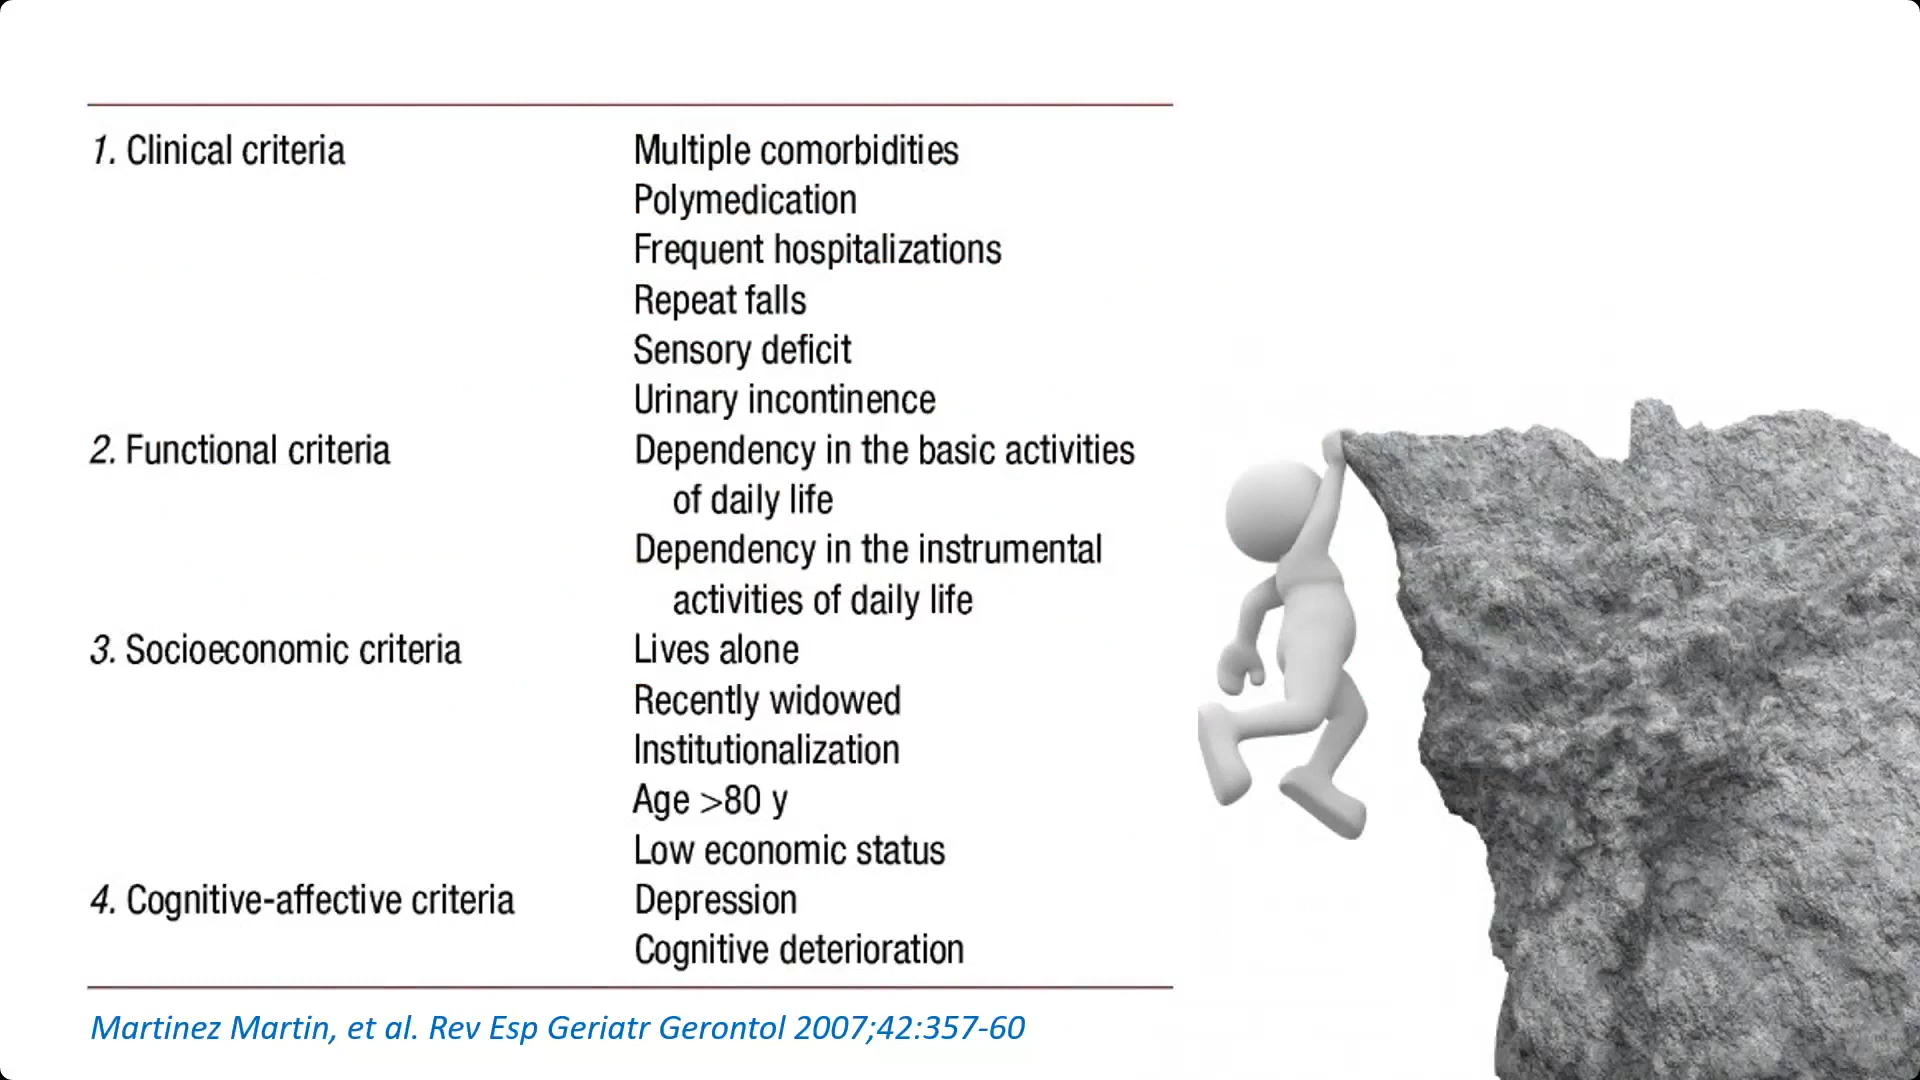 1. Clinical criteria Multiple comorbidities
Polymedication
Frequent hospitalizations
Repeat falls
Sensory deficit
Urinary incontinence
2. Functional criteria Dependency in the basic activities
of daily life
Dependency in the instrumental
activities of daily life
3. Socioeconomic criteria Lives alone
Recently widowed
Institutionalization
Age >80 y
Low economic status
4. Cognitive-affective criteria Depression
Cognitive deterioration
Martinez Martin, et al. Rev Esp Geriatr Gerontol 2007;42:357-60